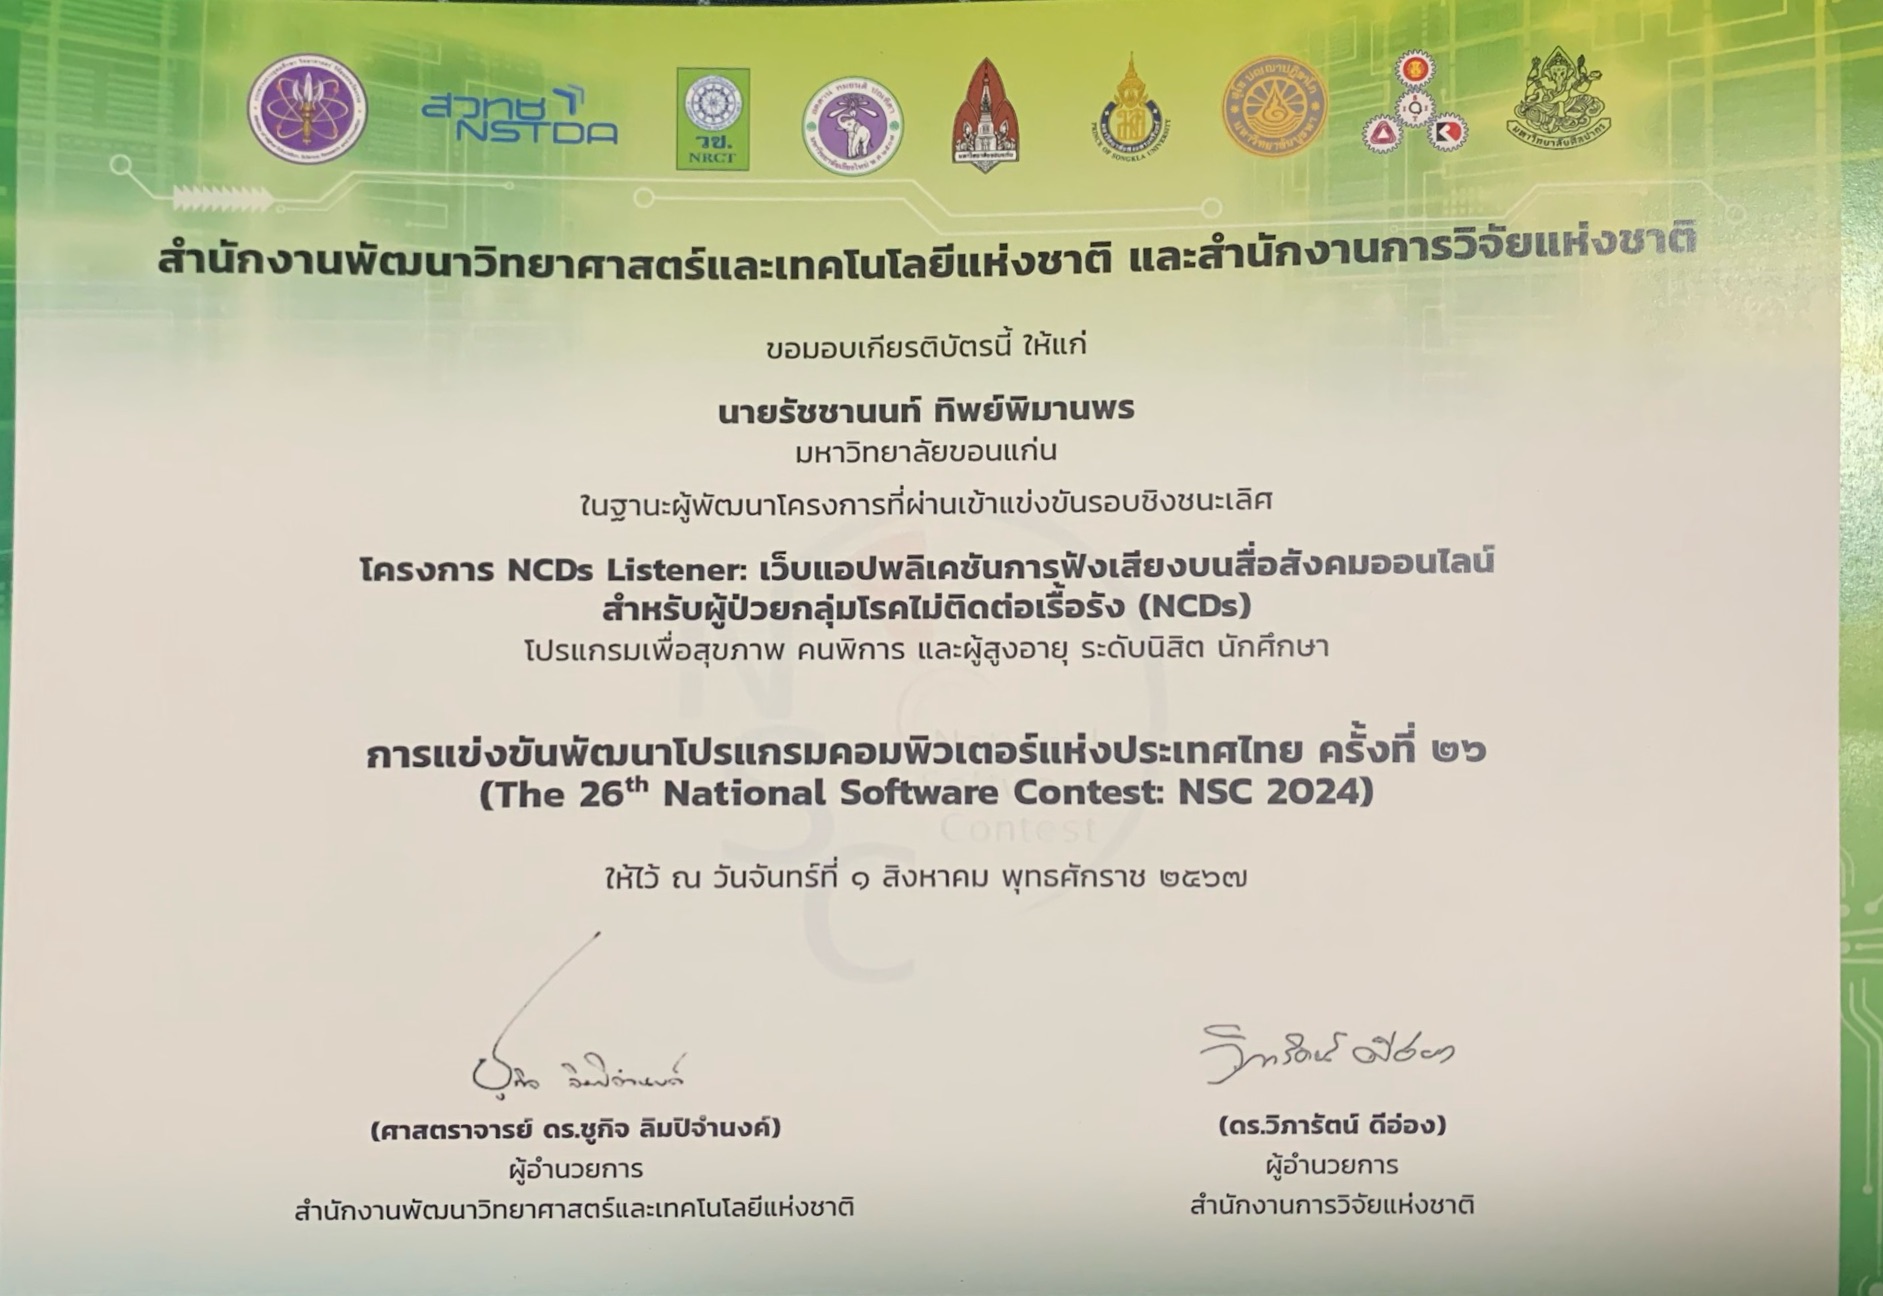 สวทช
NSTDA
วช.
NRCT
PRINCE OF SONGKLA UNIVERSITY
มหาวิทยาลัยศิลปากร
สำนักงานพัฒนาวิทยาศาสตร์และเทคโนโลยีแห่งชาติ และสำนักงานการวิจัยแห่งชาติ
ขอมอบเกียรติบัตรนี้ ให้แก่
นายรัชชานนท์ ทิพย์พิมานพร
มหาวิทยาลัยขอนแก่น
ในฐานะผู้พัฒนาโครงการที่ผ่านเข้าแข่งขันรอบชิงชนะเลิศ
โครงการ NCDs Listener: เว็บแอปพลิเคชันการฟังเสียงบนสื่อสังคมออนไลน์
สำหรับผู้ป่วยกลุ่มโรคไม่ติดต่อเรื้อรัง (NCDs)
โปรแกรมเพื่อสุขภาพ คนพิการ และผู้สูงอายุ ระดับนิสิต นักศึกษา
การแข่งขันพัฒนาโปรแกรมคอมพิวเตอร์แห่งประเทศไทย ครั้งที่ ๒๖
(The 26th National Software Contest: NSC 2024)
ให้ไว้ ณ วันจันทร์ที่ ๑ สิงหาคม พุทธศักราช ๒๕๖๗
(ศาสตราจารย์ ดร.ชูกิจ ลิมปิจำนงค์)
ผู้อำนวยการ
สำนักงานพัฒนาวิทยาศาสตร์และเทคโนโลยีแห่งชาติ
(ดร.วิภารัตน์ ดีอ่อง)
ผู้อำนวยการ
สำนักงานการวิจัยแห่งชาติ